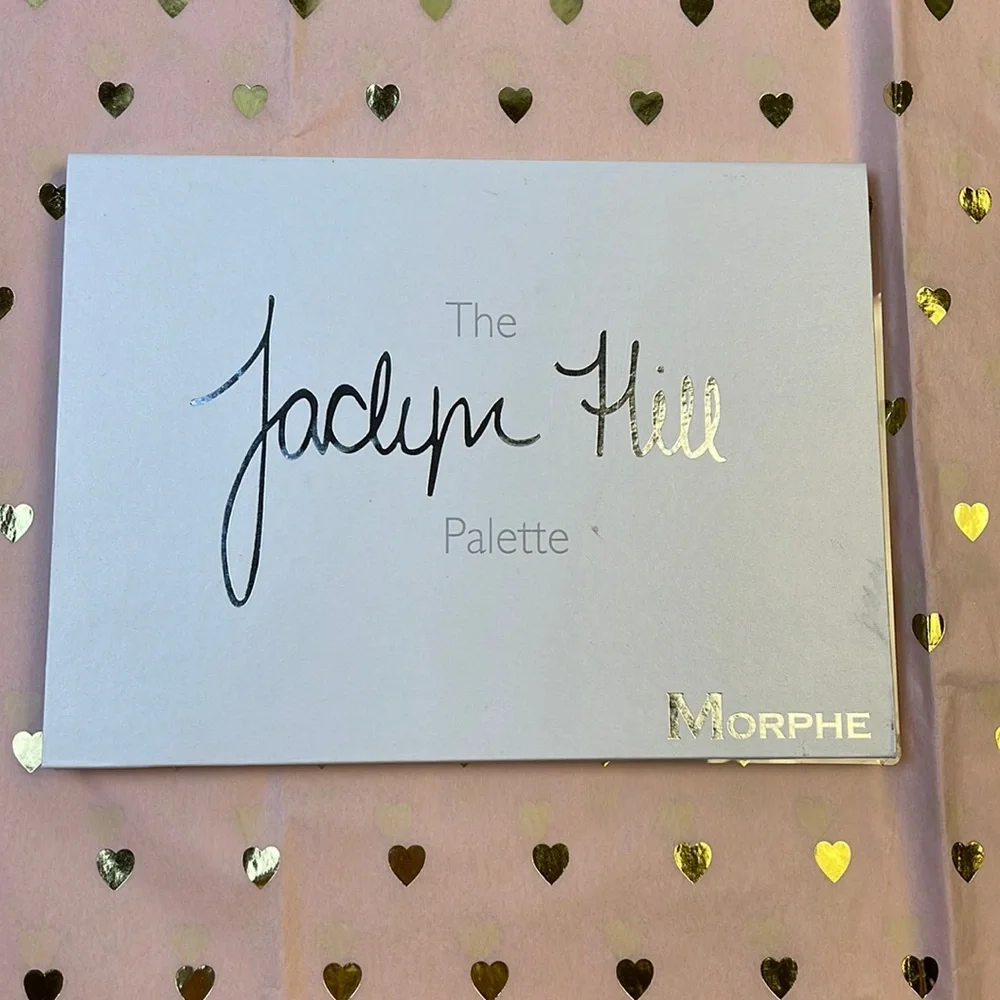 The
Jaclyn Hill
Palette
MORPHE